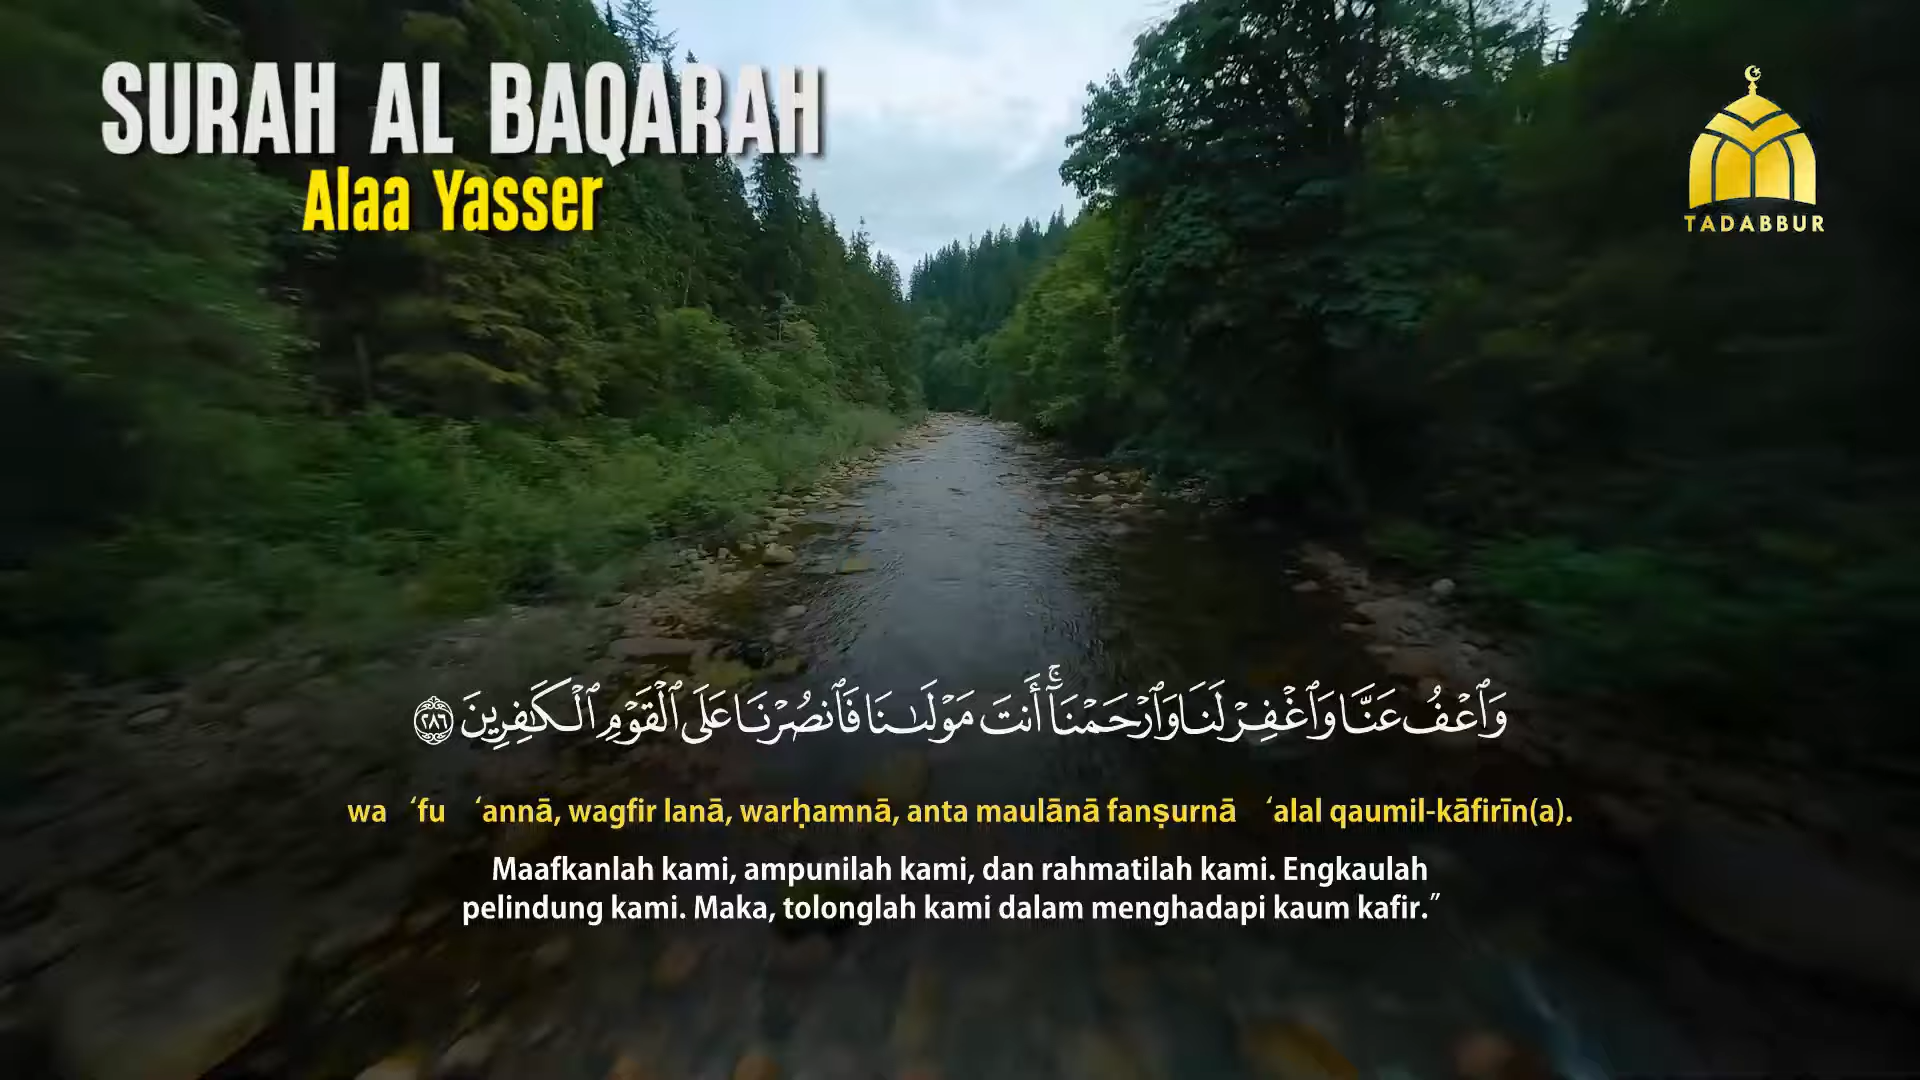 SURAH AL BAQARAH
Alaa Yasser
TADABBUR
وَٱعْفُ عَنَّا وَٱغْفِرْ لَنَا وَٱرْحَمْنَآ ۚ أَنتَ مَوْلَىٰنَا فَٱنصُرْنَا عَلَى ٱلْقَوْمِ ٱلْكَٰفِرِينَ ٢٨٦
wa ‘fu ‘annā, wagfir lanā, warḥamnā, anta maulānā fanṣurnā ‘alal qaumil-kāfirīn(a).
Maafkanlah kami, ampunilah kami, dan rahmatilah kami. Engkaulah
pelindung kami. Maka, tolonglah kami dalam menghadapi kaum kafir.”